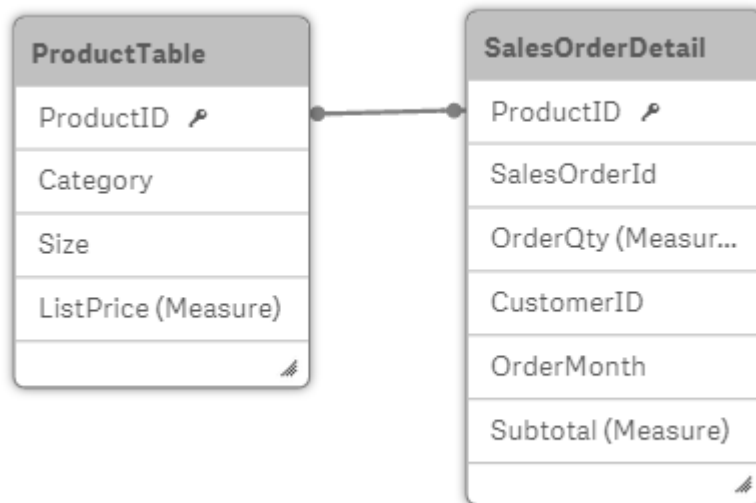 ProductTable
ProductID
Category
Size
ListPrice (Measure)
SalesOrderDetail
ProductID
SalesOrderId
OrderQty (Measur...
CustomerID
OrderMonth
Subtotal (Measure)